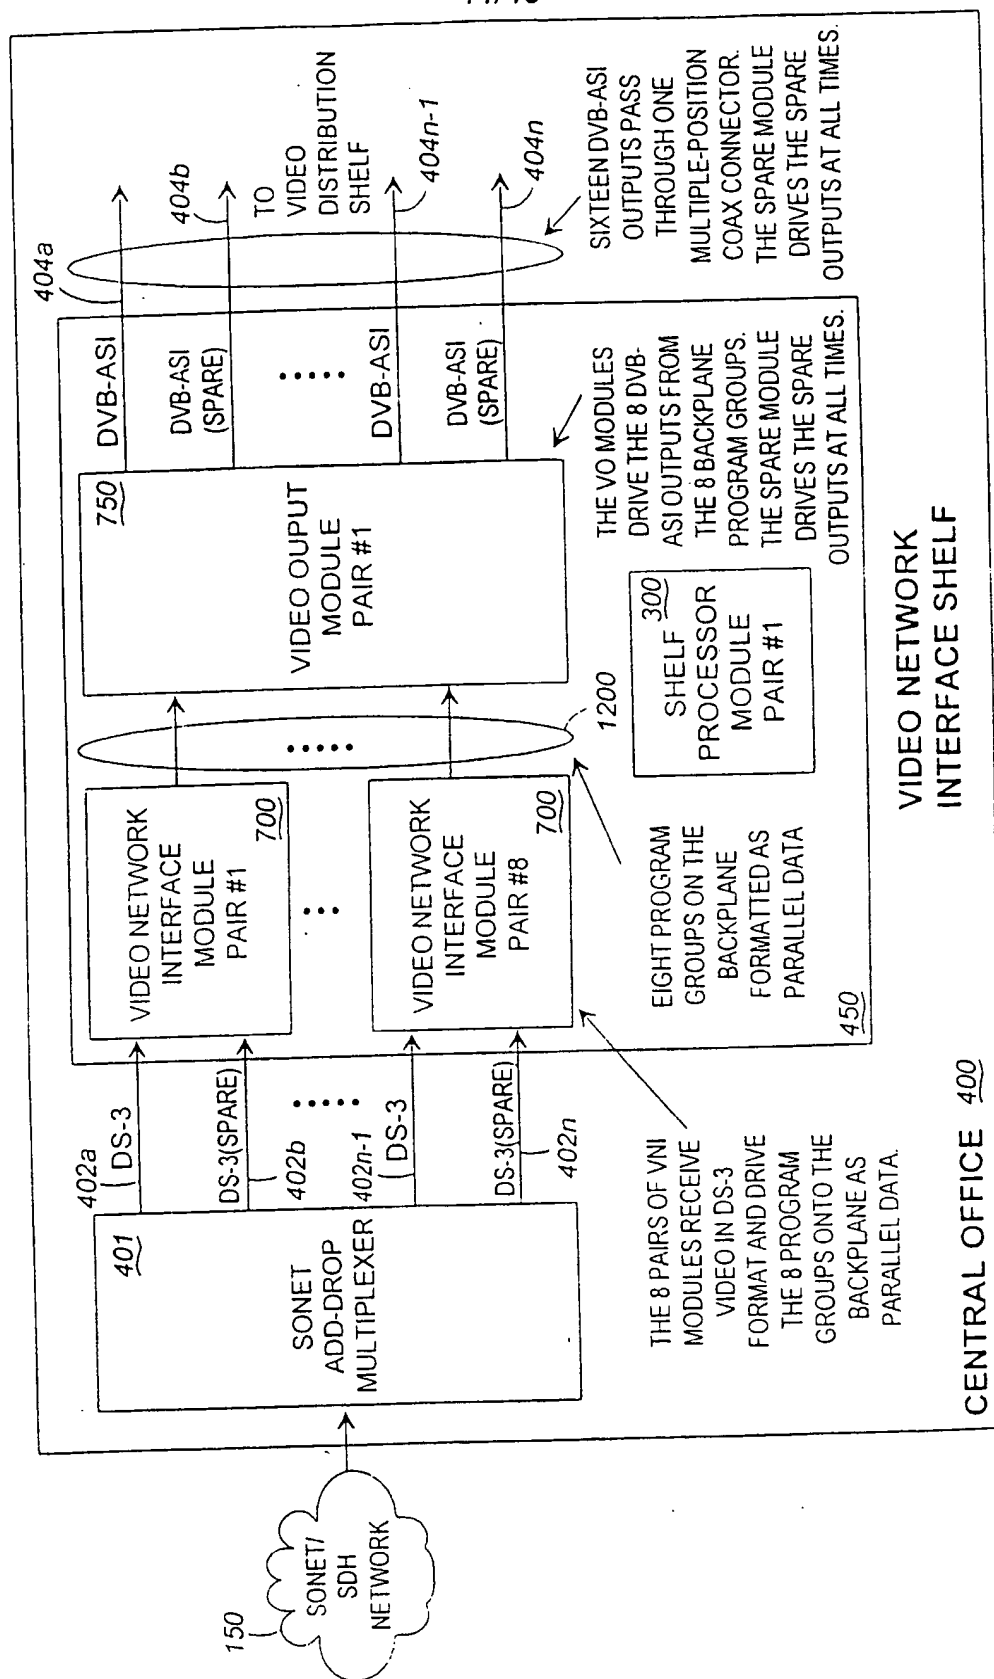 150
SONET/
SDH
NETWORK
401
SONET
ADD-DROP
MULTIPLEXER
402a
DS-3
DS-3(SPARE)
402b
402n-1
DS-3
DS-3(SPARE)
402n
THE 8 PAIRS OF VNI
MODULES RECEIVE
VIDEO IN DS-3
FORMAT AND DRIVE
THE 8 PROGRAM
GROUPS ONTO THE
BACKPLANE AS
PARALLEL DATA.
CENTRAL OFFICE 400
VIDEO NETWORK
INTERFACE
MODULE
PAIR #1
700
VIDEO NETWORK
INTERFACE
MODULE
PAIR #8
700
EIGHT PROGRAM
GROUPS ON THE
BACKPLANE
FORMATTED AS
PARALLEL DATA
450
1200
750
VIDEO OUPUT
MODULE
PAIR #1
300
SHELF
PROCESSOR
MODULE
PAIR #1
VIDEO NETWORK
INTERFACE SHELF
DVB-ASI
DVB-ASI
(SPARE)
DVB-ASI
DVB-ASI
(SPARE)
THE VO MODULES
DRIVE THE 8 DVB-
ASI OUTPUTS FROM
THE 8 BACKPLANE
PROGRAM GROUPS.
THE SPARE MODULE
DRIVES THE SPARE
OUTPUTS AT ALL TIMES.
404a
404b
TO
VIDEO
DISTRIBUTION
SHELF
404n-1
404n
SIXTEEN DVB-ASI
OUTPUTS PASS
THROUGH ONE
MULTIPLE-POSITION
COAX CONNECTOR.
THE SPARE MODULE
DRIVES THE SPARE
OUTPUTS AT ALL TIMES.